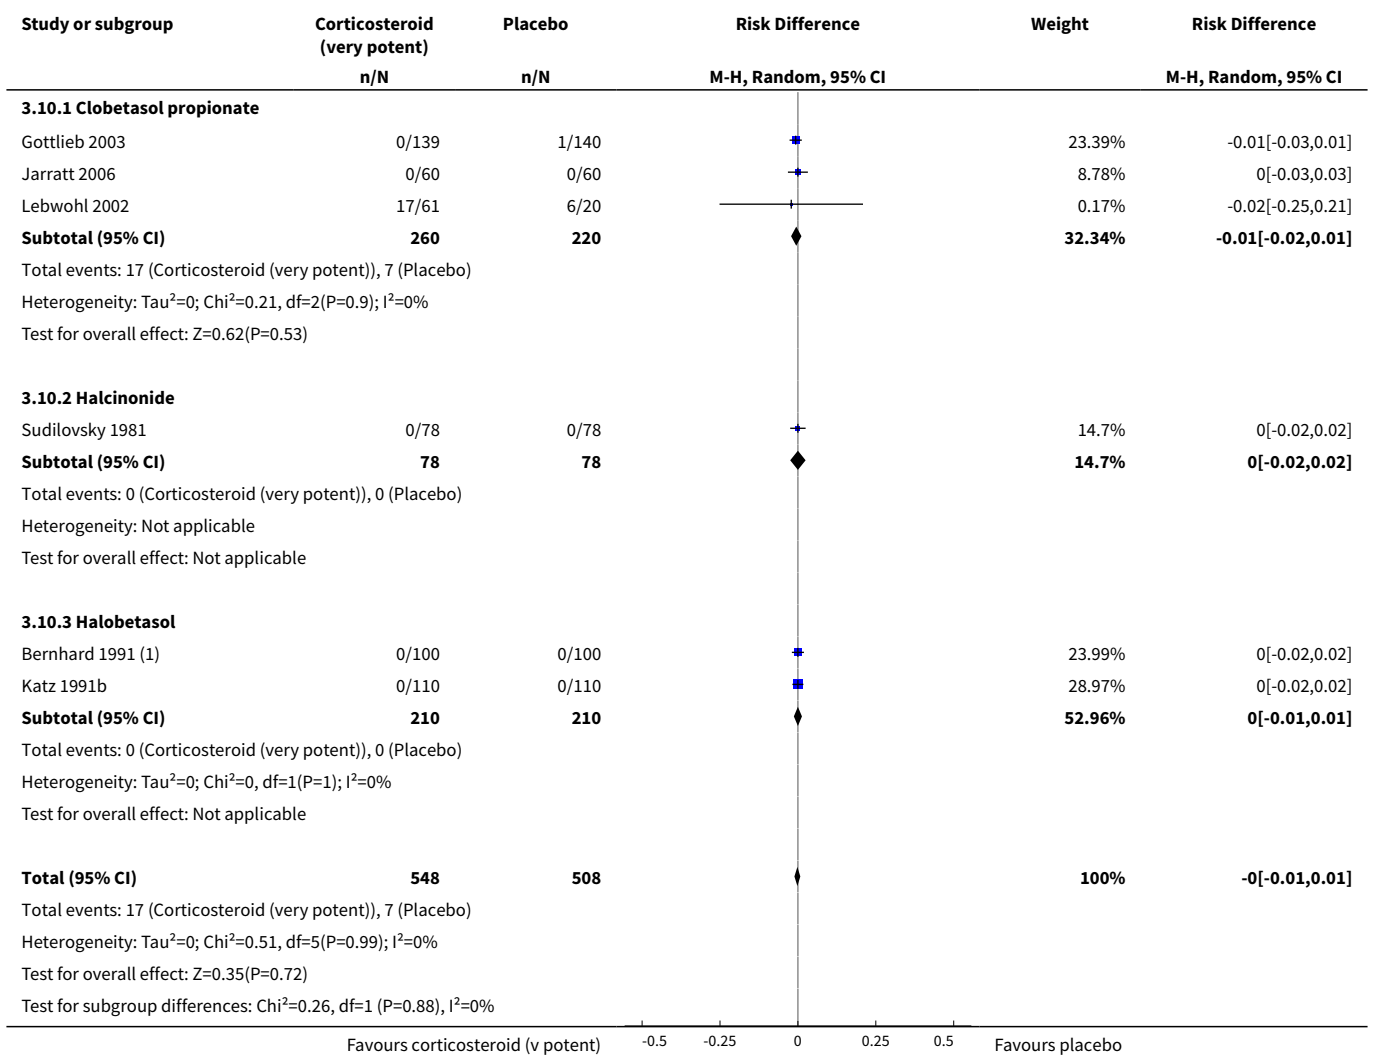 Study or subgroup Corticosteroid (very potent) Placebo Risk Difference Weight Risk Difference
n/N n/N M-H, Random, 95% CI M-H, Random, 95% CI
3.10.1 Clobetasol propionate
Gottlieb 2003 0/139 1/140 23.39% -0.01[-0.03,0.01]
Jarratt 2006 0/60 0/60 8.78% 0[-0.03,0.03]
Lebwohl 2002 17/61 6/20 0.17% -0.02[-0.25,0.21]
Subtotal (95% CI) 260 220 32.34% -0.01[-0.02,0.01]
Total events: 17 (Corticosteroid (very potent)), 7 (Placebo)
Heterogeneity: Tau²=0; Chi²=0.21, df=2(P=0.9); I²=0%
Test for overall effect: Z=0.62(P=0.53)
3.10.2 Halcinonide
Sudilovsky 1981 0/78 0/78 14.7% 0[-0.02,0.02]
Subtotal (95% CI) 78 78 14.7% 0[-0.02,0.02]
Total events: 0 (Corticosteroid (very potent)), 0 (Placebo)
Heterogeneity: Not applicable
Test for overall effect: Not applicable
3.10.3 Halobetasol
Bernhard 1991 (1) 0/100 0/100 23.99% 0[-0.02,0.02]
Katz 1991b 0/110 0/110 28.97% 0[-0.02,0.02]
Subtotal (95% CI) 210 210 52.96% 0[-0.01,0.01]
Total events: 0 (Corticosteroid (very potent)), 0 (Placebo)
Heterogeneity: Tau²=0; Chi²=0, df=1(P=1); I²=0%
Test for overall effect: Not applicable
Total (95% CI) 548 508 100% -0[-0.01,0.01]
Total events: 17 (Corticosteroid (very potent)), 7 (Placebo)
Heterogeneity: Tau²=0; Chi²=0.51, df=5(P=0.99); I²=0%
Test for overall effect: Z=0.35(P=0.72)
Test for subgroup differences: Chi²=0.26, df=1 (P=0.88), I²=0%
Favours corticosteroid (v potent) -0.5 -0.25 0 0.25 0.5 Favours placebo